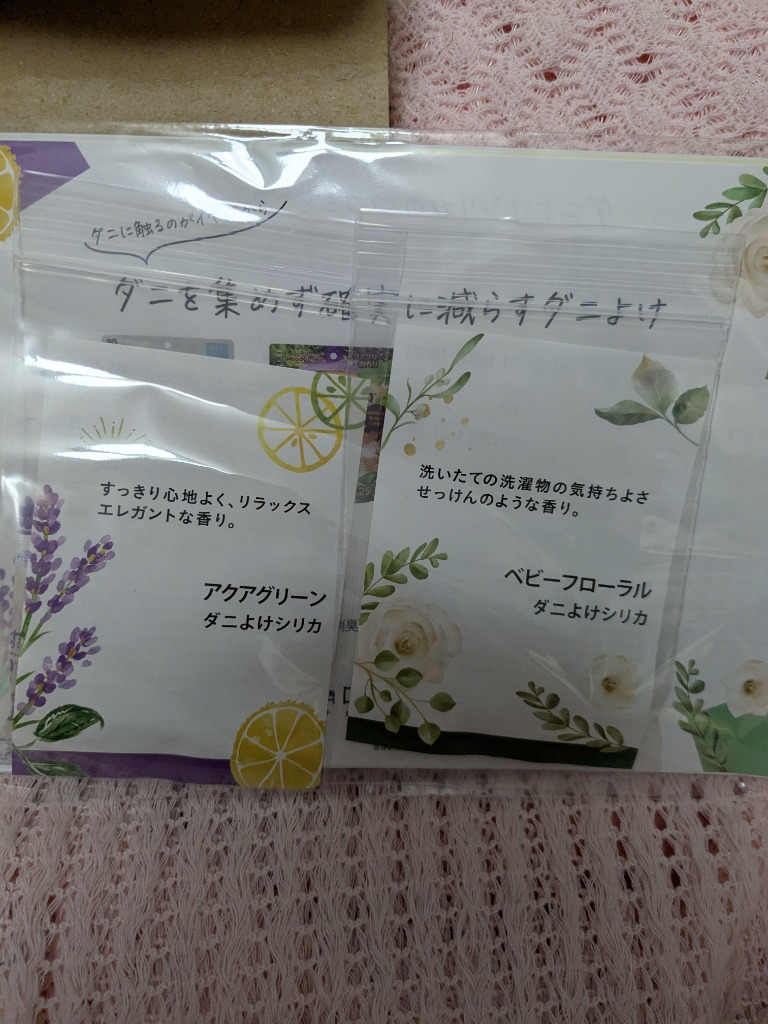 ダニに触るのがイヤ
ダニを集めず確実に減らすダニよけ
すっきり心地よく、リラックス
エレガントな香り。
アクアグリーン
ダニよけシリカ
洗いたての洗濯物の気持ちよさ
せっけんのような香り。
ベビーフローラル
ダニよけシリカ
消臭